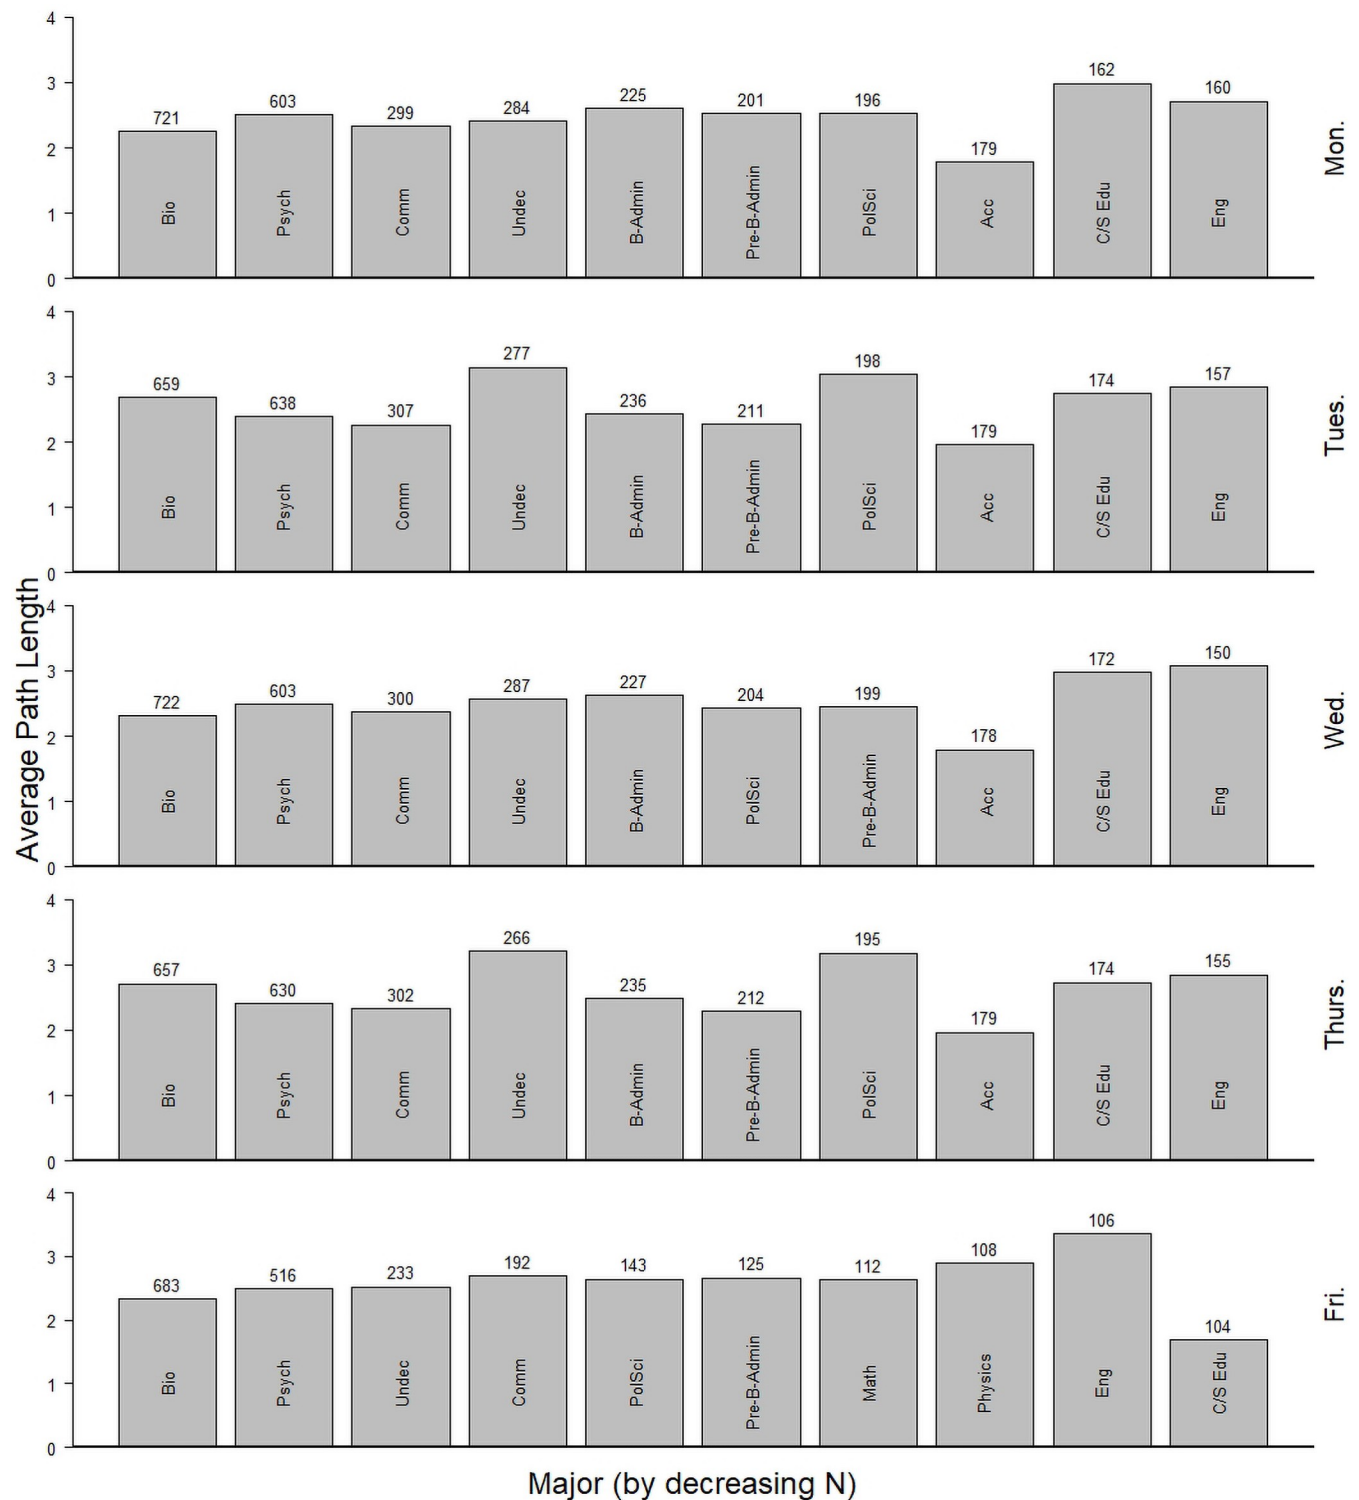 4
3
2
1
0
721
603
299
284
225
201
196
179
162
160
Bio
Psych
Comm
Undec
B-Admin
Pre-B-Admin
PolSci
Acc
C/S Edu
Eng
Mon.
4
3
2
1
0
659
638
307
277
236
211
198
179
174
157
Bio
Psych
Comm
Undec
B-Admin
Pre-B-Admin
PolSci
Acc
C/S Edu
Eng
Tues.
Average Path Length
4
3
2
1
0
722
603
300
287
227
204
199
178
172
150
Bio
Psych
Comm
Undec
B-Admin
PolSci
Pre-B-Admin
Acc
C/S Edu
Eng
Wed.
4
3
2
1
0
657
630
302
266
235
212
195
179
174
155
Bio
Psych
Comm
Undec
B-Admin
Pre-B-Admin
PolSci
Acc
C/S Edu
Eng
Thurs.
4
3
2
1
0
683
516
233
192
143
125
112
108
106
104
Bio
Psych
Undec
Comm
PolSci
Pre-B-Admin
Math
Physics
Eng
C/S Edu
Fri.
Major (by decreasing N)